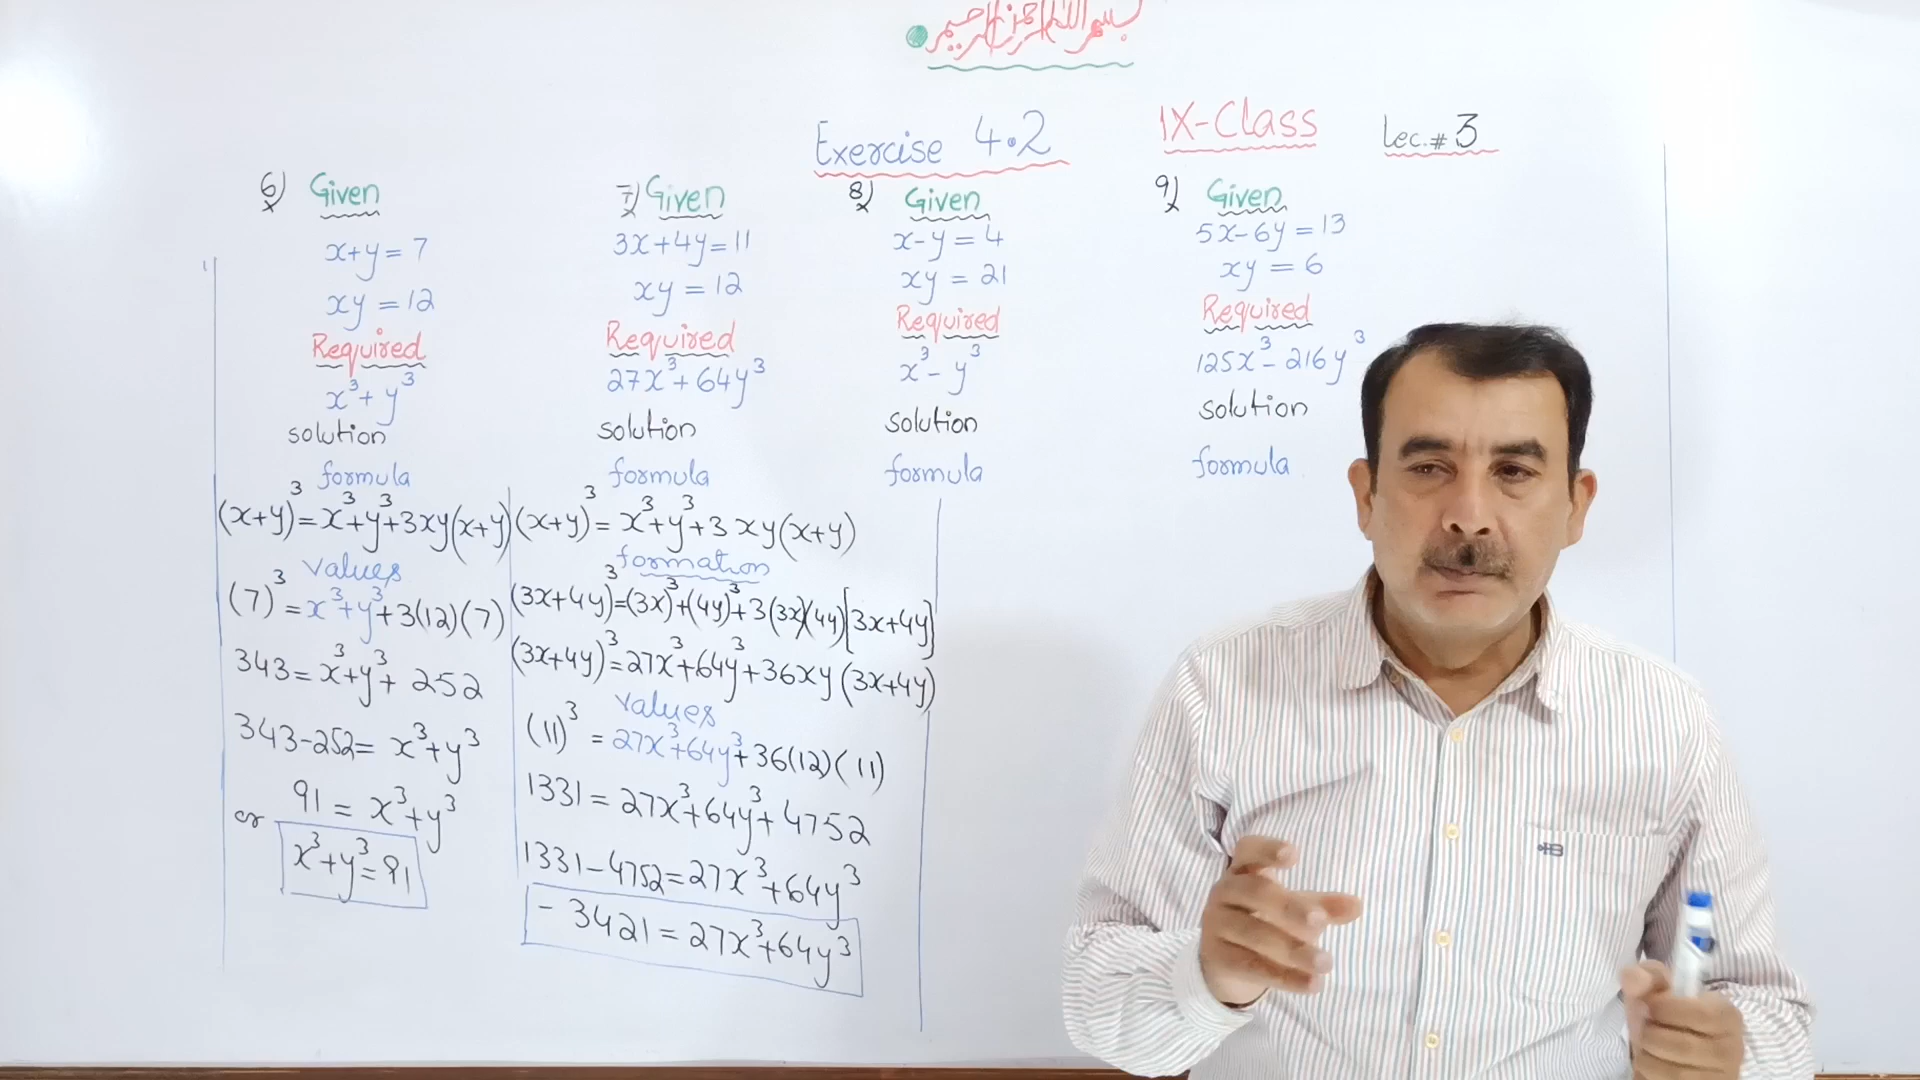 بسم اللہ الرحمن الرحیم
Exercise 4.2
IX-Class
Lec.# 3
6) Given
x+y=7
xy=12
Required
x³+y³
solution
formula
(x+y)³=x³+y³+3xy(x+y)
values
(7)³=x³+y³+3(12)(7)
343=x³+y³+252
343-252=x³+y³
91=x³+y³
or
x³+y³=91
7) Given
3x+4y=11
xy=12
Required
27x³+64y³
solution
formula
(x+y)³=x³+y³+3xy(x+y)
formation
(3x+4y)³=(3x)³+(4y)³+3(3x)(4y)[3x+4y]
(3x+4y)³=27x³+64y³+36xy(3x+4y)
values
(11)³=27x³+64y³+36(12)(11)
1331=27x³+64y³+4752
1331-4752=27x³+64y³
-3421=27x³+64y³
8) Given
x-y=4
xy=21
Required
x³-y³
solution
formula
9) Given
5x-6y=13
xy=6
Required
125x³-216y³
solution
formula